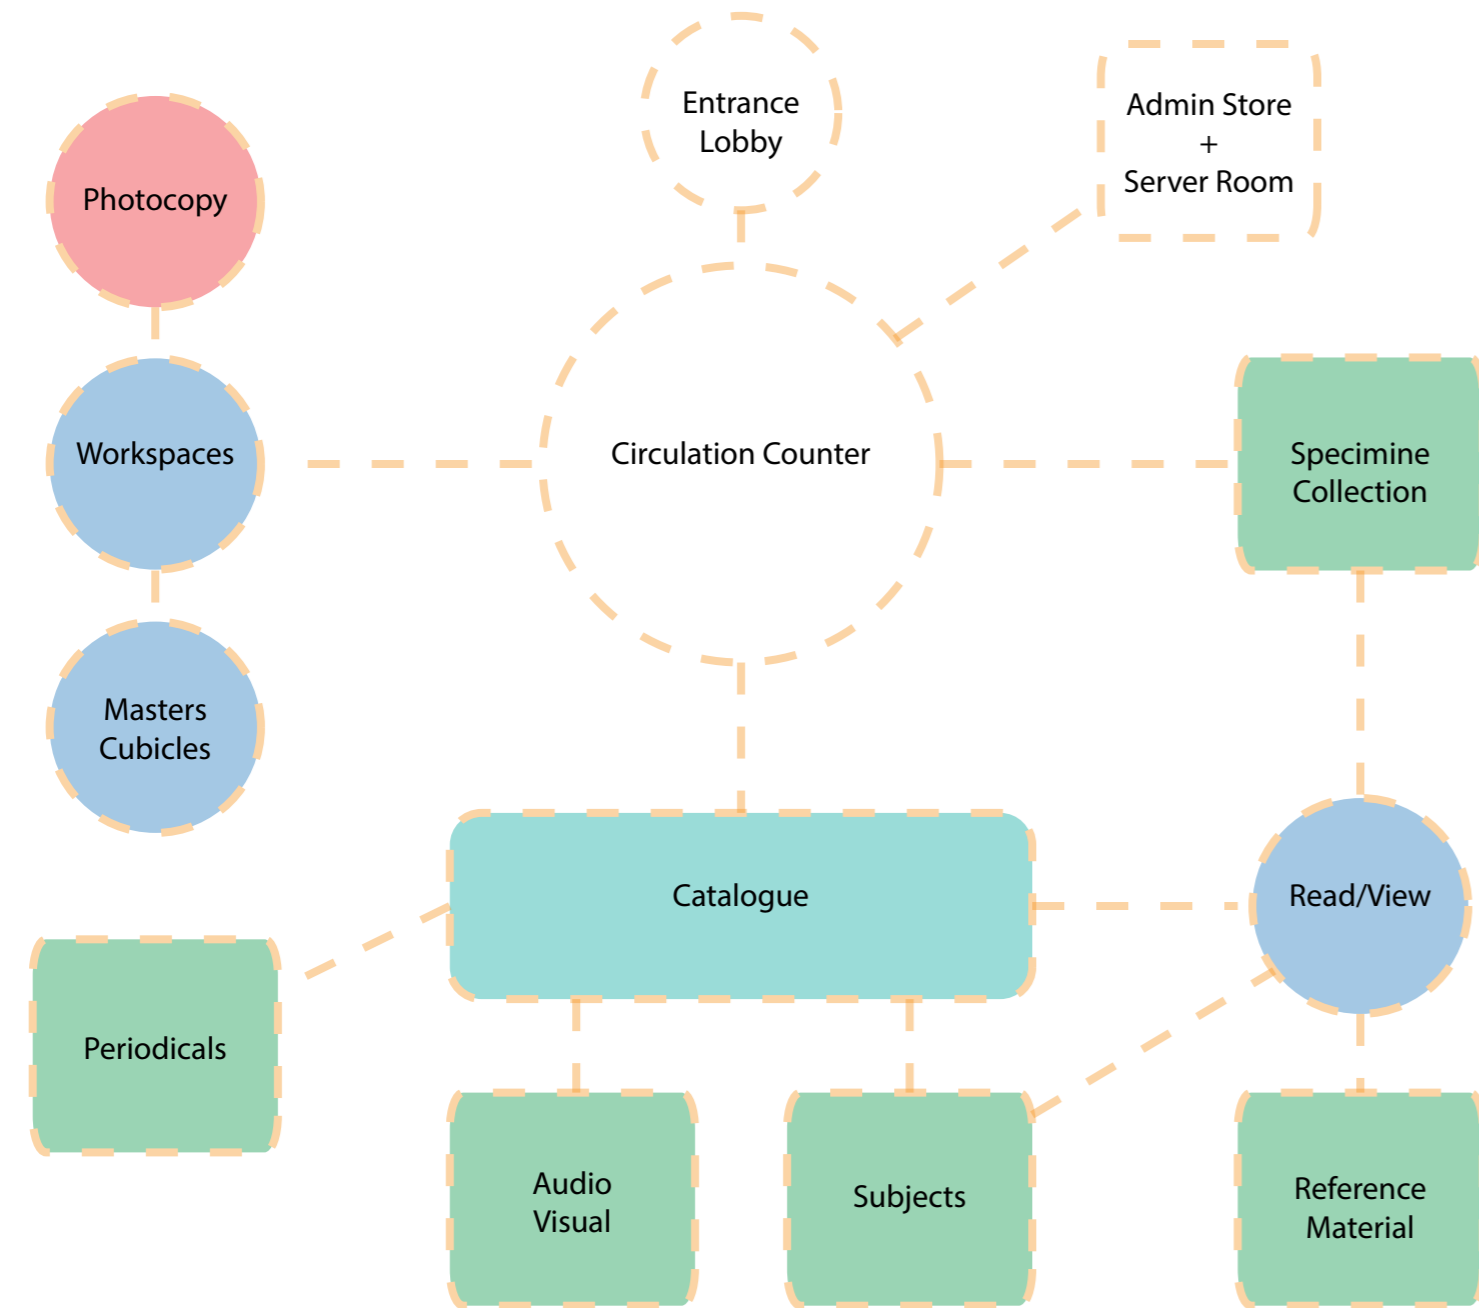 Entrance
Lobby
Admin Store
+
Server Room
Photocopy
Workspaces
Circulation Counter
Specimine
Collection
Masters
Cubicles
Catalogue
Read/View
Periodicals
Audio
Visual
Subjects
Reference
Material